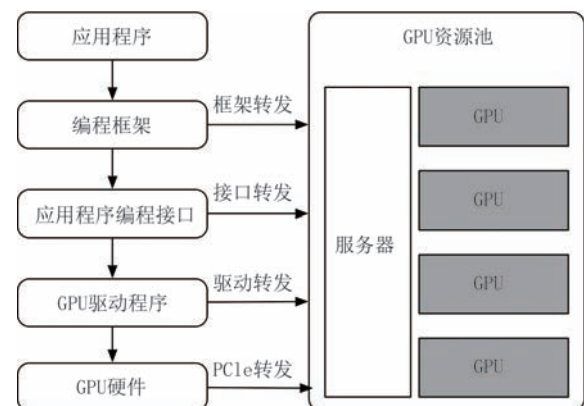 应用程序
编程框架
应用程序编程接口
GPU驱动程序
GPU硬件
框架转发
接口转发
驱动转发
PCle转发
GPU资源池
服务器
GPU
GPU
GPU
GPU